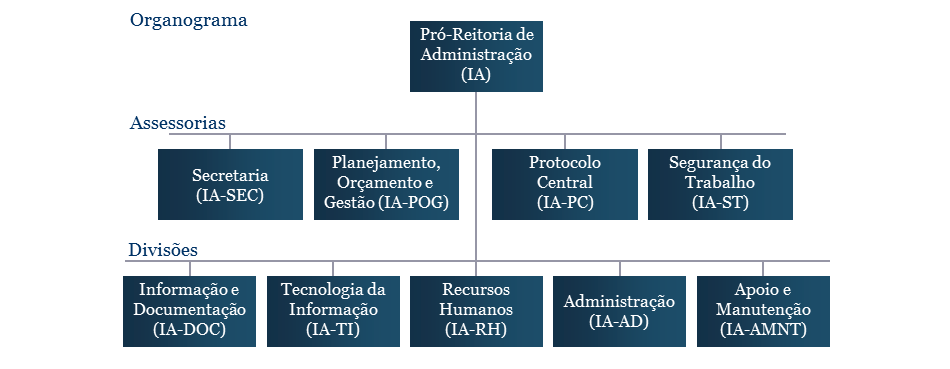 Organograma
Pró-Reitoria de
Administração
(IA)
Assessorias
Secretaria
(IA-SEC)
Planejamento,
Orçamento e
Gestão (IA-POG)
Protocolo
Central
(IA-PC)
Segurança do
Trabalho
(IA-ST)
Divisões
Informação e
Documentação
(IA-DOC)
Tecnologia da
Informação
(IA-TI)
Recursos
Humanos
(IA-RH)
Administração
(IA-AD)
Apoio e
Manutenção
(IA-AMNT)